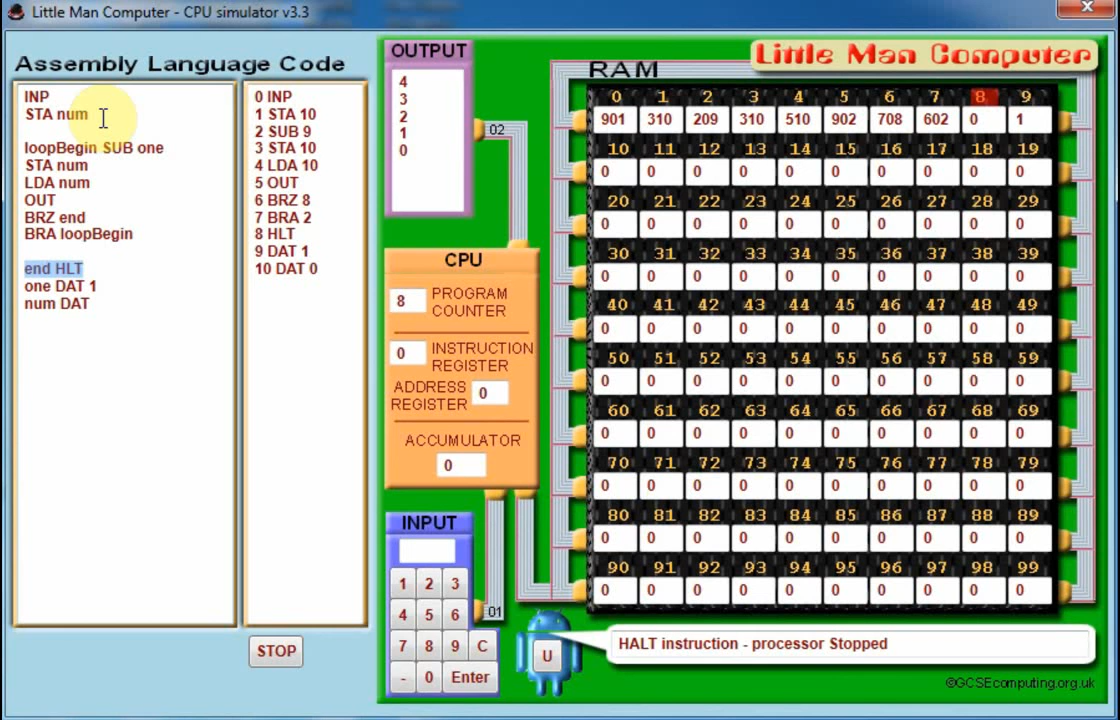 Little Man Computer - CPU simulator v3.3
Assembly Language Code
INP
STA num
loopBegin SUB one
STA num
LDA num
OUT
BRZ end
BRA loopBegin
end HLT
one DAT 1
num DAT
0 INP
1 STA 10
2 SUB 9
3 STA 10
4 LDA 10
5 OUT
6 BRZ 8
7 BRA 2
8 HLT
9 DAT 1
10 DAT 0
STOP
OUTPUT
4
3
2
1
0
02
CPU
8 PROGRAM
COUNTER
0 INSTRUCTION
REGISTER
ADDRESS
REGISTER 0
ACCUMULATOR
0
INPUT
1 2 3
4 5 6
7 8 9 C
- 0 Enter
01
U
Little Man Computer
RAM
0 1 2 3 4 5 6 7 8 9
901 310 209 310 510 902 708 602 0 1
10 11 12 13 14 15 16 17 18 19
0 0 0 0 0 0 0 0 0 0
20 21 22 23 24 25 26 27 28 29
0 0 0 0 0 0 0 0 0 0
30 31 32 33 34 35 36 37 38 39
0 0 0 0 0 0 0 0 0 0
40 41 42 43 44 45 46 47 48 49
0 0 0 0 0 0 0 0 0 0
50 51 52 53 54 55 56 57 58 59
0 0 0 0 0 0 0 0 0 0
60 61 62 63 64 65 66 67 68 69
0 0 0 0 0 0 0 0 0 0
70 71 72 73 74 75 76 77 78 79
0 0 0 0 0 0 0 0 0 0
80 81 82 83 84 85 86 87 88 89
0 0 0 0 0 0 0 0 0 0
90 91 92 93 94 95 96 97 98 99
0 0 0 0 0 0 0 0 0 0
HALT instruction - processor Stopped
©GCSEcomputing.org.uk